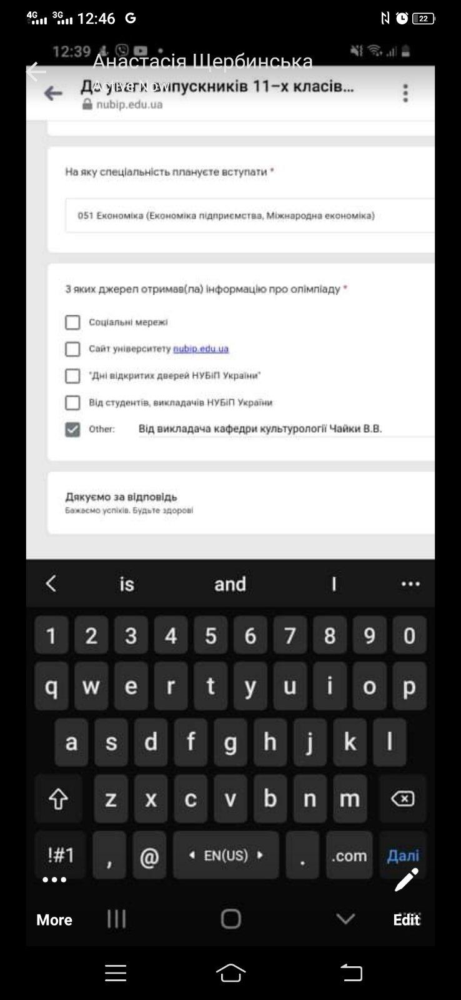 4G 3G 12:46 G 22
12:39
Анастасія Щербинська
Active Now
До уваги випускників 11-х класів...
nubip.edu.ua
На яку спеціальність плануєте вступати *
051 Економіка (Економіка підприємства, Міжнародна економіка)
З яких джерел отримав(ла) інформацію про олімпіаду *
Соціальні мережі
Сайт університету nubip.edu.ua
"Дні відкритих дверей НУБіП України"
Від студентів, викладачів НУБіП України
Other: Від викладача кафедри культурології Чайки В.В.
Дякуємо за відповідь
Бажаємо успіхів. Будьте здорові
is and I
1 2 3 4 5 6 7 8 9 0
q w e r t y u i o p
a s d f g h j k l
z x c v b n m
!#1 , @ EN(US) . .com Далі
More Edit